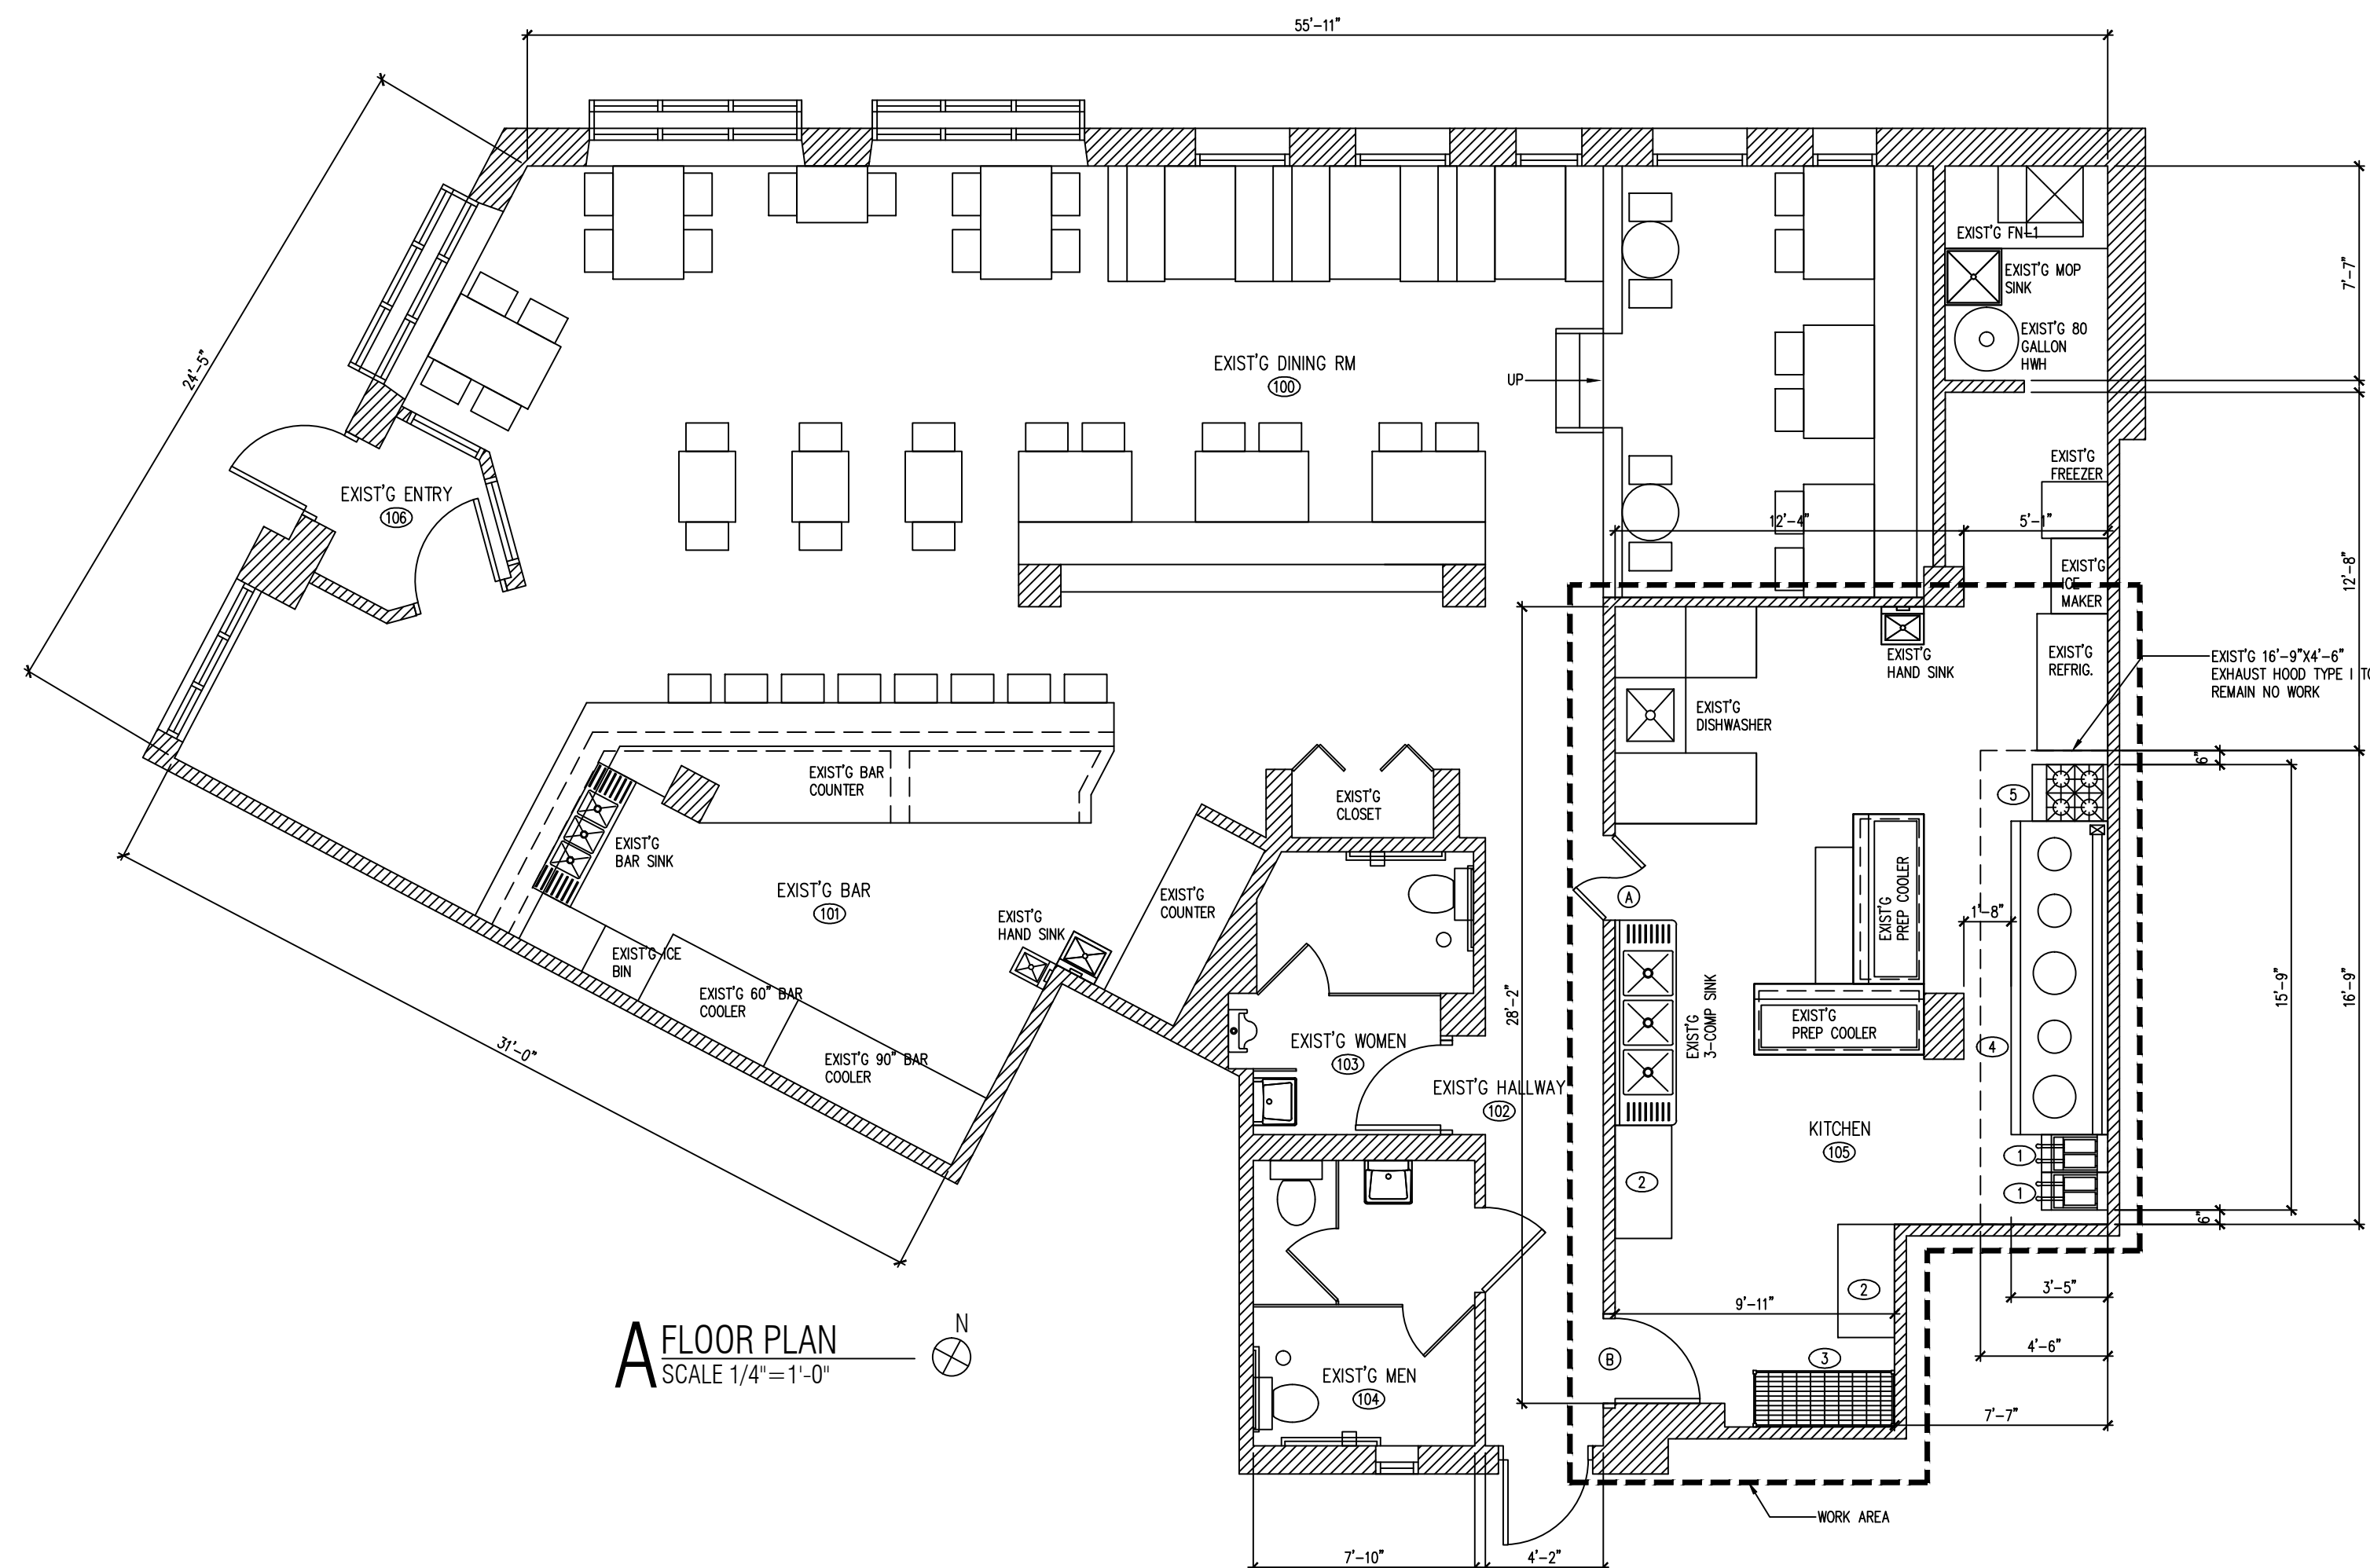 55'-11"
24'-5"
EXIST'G FN-1
EXIST'G MOP
SINK
EXIST'G 80
GALLON
HWH
7'-7"
EXIST'G DINING RM
100
UP
EXIST'G ENTRY
106
EXIST'G
FREEZER
12'-4"
5'-1"
EXIST'G
ICE
MAKER
12'-8"
EXIST'G
HAND SINK
EXIST'G
REFRIG.
EXIST'G 16'-9"X4'-6"
EXHAUST HOOD TYPE I TO
REMAIN NO WORK
EXIST'G
DISHWASHER
6"
EXIST'G BAR
COUNTER
EXIST'G
CLOSET
5
EXIST'G
BAR SINK
EXIST'G BAR
101
EXIST'G
COUNTER
A
EXIST'G
PREP COOLER
1'-8"
EXIST'G
HAND SINK
EXIST'G ICE
BIN
EXIST'G 60" BAR
COOLER
EXIST'G 90" BAR
COOLER
31'-0"
28'-2"
EXIST'G
3-COMP SINK
EXIST'G
PREP COOLER
15'-9"
16'-9"
EXIST'G WOMEN
103
4
EXIST'G HALLWAY
102
KITCHEN
105
1
1
2
6"
2
3'-5"
9'-11"
A FLOOR PLAN
SCALE 1/4"=1'-0"
N
B
3
4'-6"
EXIST'G MEN
104
7'-7"
WORK AREA
7'-10"
4'-2"